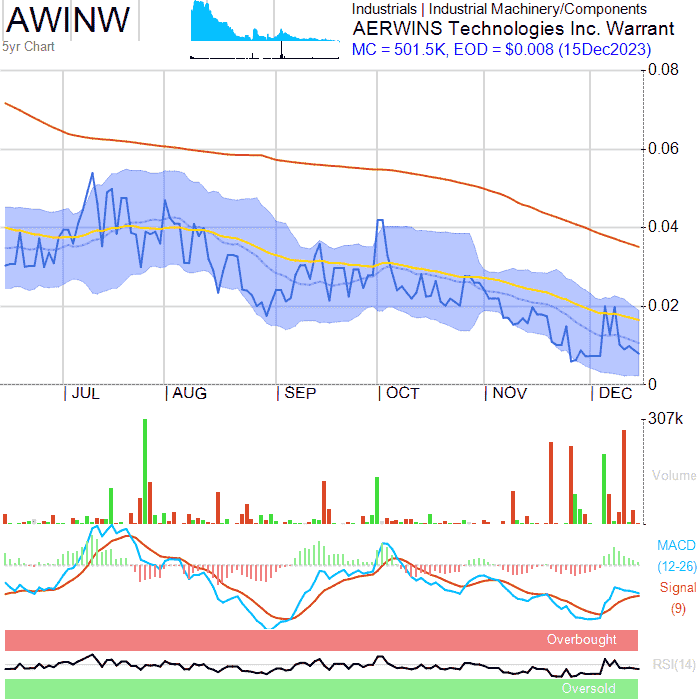 AWINW
5yr Chart
Industrials | Industrial Machinery/Components
AERWINS Technologies Inc. Warrant
MC = 501.5K, EOD = $0.008 (15Dec2023)
0.08
0.06
0.04
0.02
0
JUL AUG SEP OCT NOV DEC
307k
Volume
MACD
(12-26)
Signal
(9)
Overbought
RSI(14)
Oversold